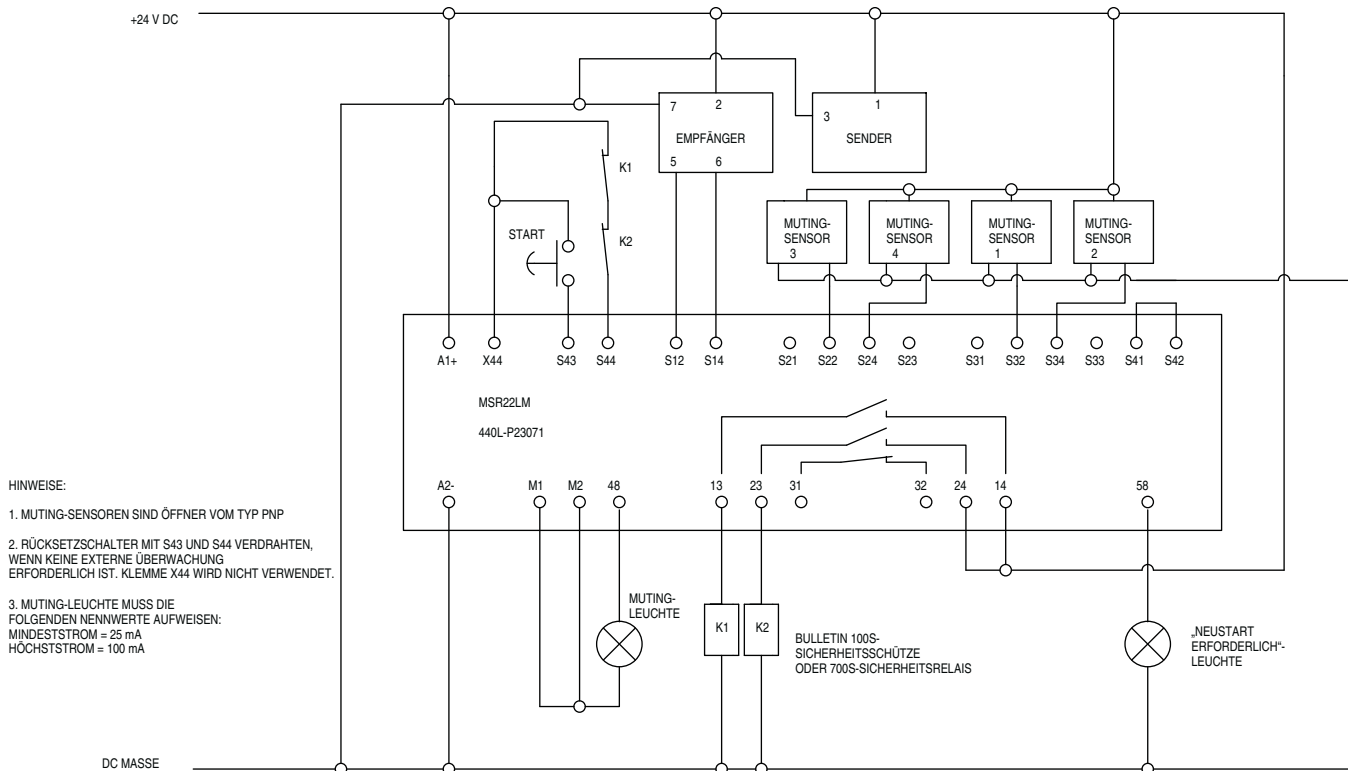 +24 V DC
7 2
EMPFÄNGER
5 6
1
3
SENDER
K1
K2
START
MUTING-
SENSOR
3
MUTING-
SENSOR
4
MUTING-
SENSOR
1
MUTING-
SENSOR
2
A1+ X44 S43 S44 S12 S14 S21 S22 S24 S23 S31 S32 S34 S33 S41 S42
MSR22LM
440L-P23071
A2- M1 M2 48 13 23 31 32 24 14 58
HINWEISE:
1. MUTING-SENSOREN SIND ÖFFNER VOM TYP PNP
2. RÜCKSETZSCHALTER MIT S43 UND S44 VERDRAHTEN,
WENN KEINE EXTERNE ÜBERWACHUNG
ERFORDERLICH IST. KLEMME X44 WIRD NICHT VERWENDET.
3. MUTING-LEUCHTE MUSS DIE
FOLGENDEN NENNWERTE AUFWEISEN:
MINDESTSTROM = 25 mA
HÖCHSTSTROM = 100 mA
MUTING-
LEUCHTE
K1 K2
BULLETIN 100S-
SICHERHEITSSCHÜTZE
ODER 700S-SICHERHEITSRELAIS
„NEUSTART
ERFORDERLICH“-
LEUCHTE
DC MASSE